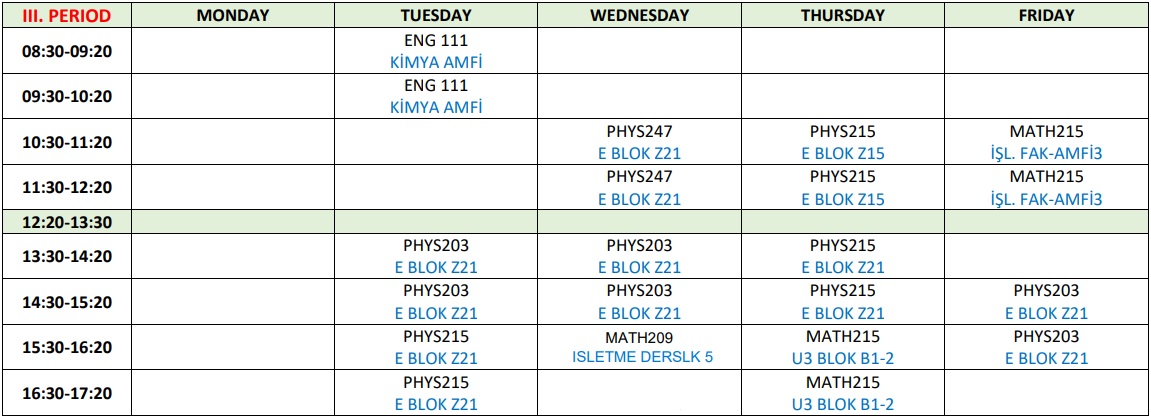 III. PERIOD MONDAY TUESDAY WEDNESDAY THURSDAY FRIDAY
08:30-09:20 ENG 111
KİMYA AMFİ
09:30-10:20 ENG 111
KİMYA AMFİ
10:30-11:20 PHYS247 PHYS215 MATH215
E BLOK Z21 E BLOK Z15 İŞL. FAK-AMFİ3
11:30-12:20 PHYS247 PHYS215 MATH215
E BLOK Z21 E BLOK Z15 İŞL. FAK-AMFİ3
12:20-13:30
13:30-14:20 PHYS203 PHYS203 PHYS215
E BLOK Z21 E BLOK Z21 E BLOK Z21
14:30-15:20 PHYS203 PHYS203 PHYS215 PHYS203
E BLOK Z21 E BLOK Z21 E BLOK Z21 E BLOK Z21
15:30-16:20 PHYS215 MATH209 MATH215 PHYS203
E BLOK Z21 ISLETME DERSLK 5 U3 BLOK B1-2 E BLOK Z21
16:30-17:20 PHYS215 MATH215
E BLOK Z21 U3 BLOK B1-2